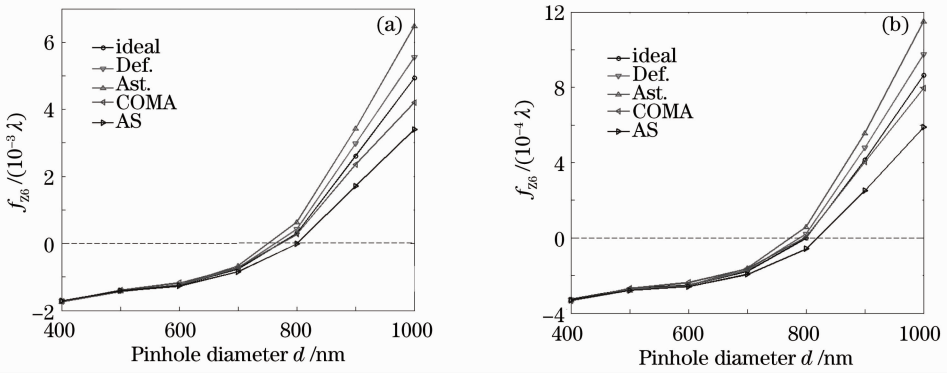 (a)
ideal
Def.
Ast.
COMA
AS
f_Z6 /(10⁻³ λ)
6
4
2
0
−2
400
600
800
1000
Pinhole diameter d /nm
(b)
ideal
Def.
Ast.
COMA
AS
f_Z6 /(10⁻⁴ λ)
12
8
4
0
−4
400
600
800
1000
Pinhole diameter d /nm